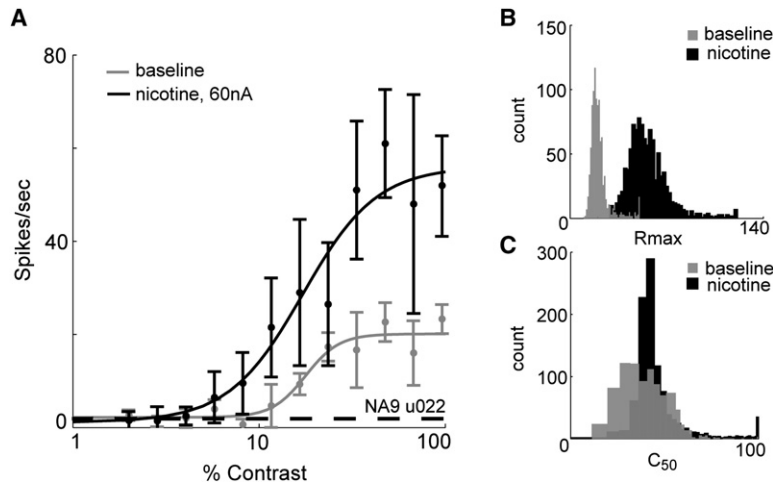 A
80
baseline
nicotine, 60nA
40
0
Spikes/sec
NA9 u022
1
10
100
% Contrast
B
150
baseline
nicotine
100
50
0
count
Rmax
140
C
300
baseline
nicotine
200
100
0
count
C50
100